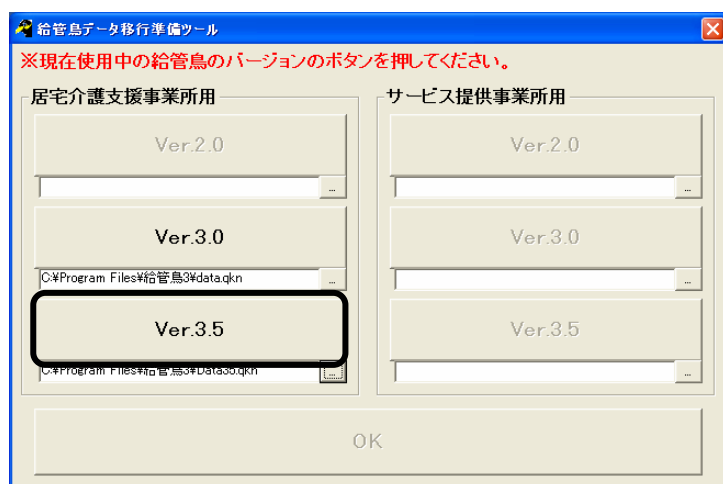 給管鳥データ移行準備ツール
※現在使用中の給管鳥のバージョンのボタンを押してください。
居宅介護支援事業所用
Ver.2.0
...
Ver.3.0
C:¥Program Files¥給管鳥3¥data.qkn
...
Ver.3.5
C:¥Program Files¥給管鳥3¥Data35.qkn
...
サービス提供事業所用
Ver.2.0
...
Ver.3.0
...
Ver.3.5
...
OK